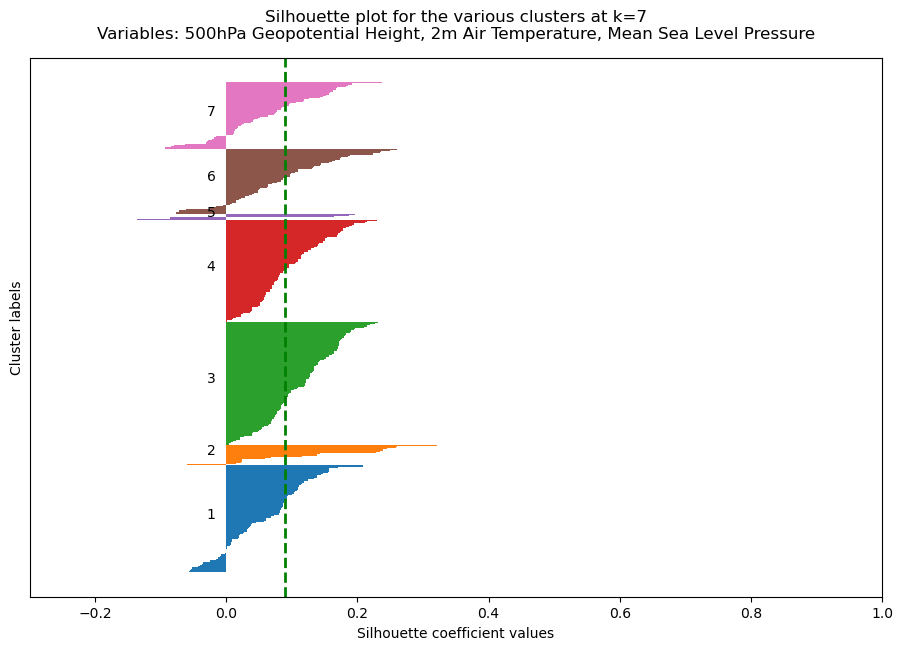 Silhouette plot for the various clusters at k=7
Variables: 500hPa Geopotential Height, 2m Air Temperature, Mean Sea Level Pressure
Cluster labels
7
6
5
4
3
2
1
−0.2 0.0 0.2 0.4 0.6 0.8 1.0
Silhouette coefficient values